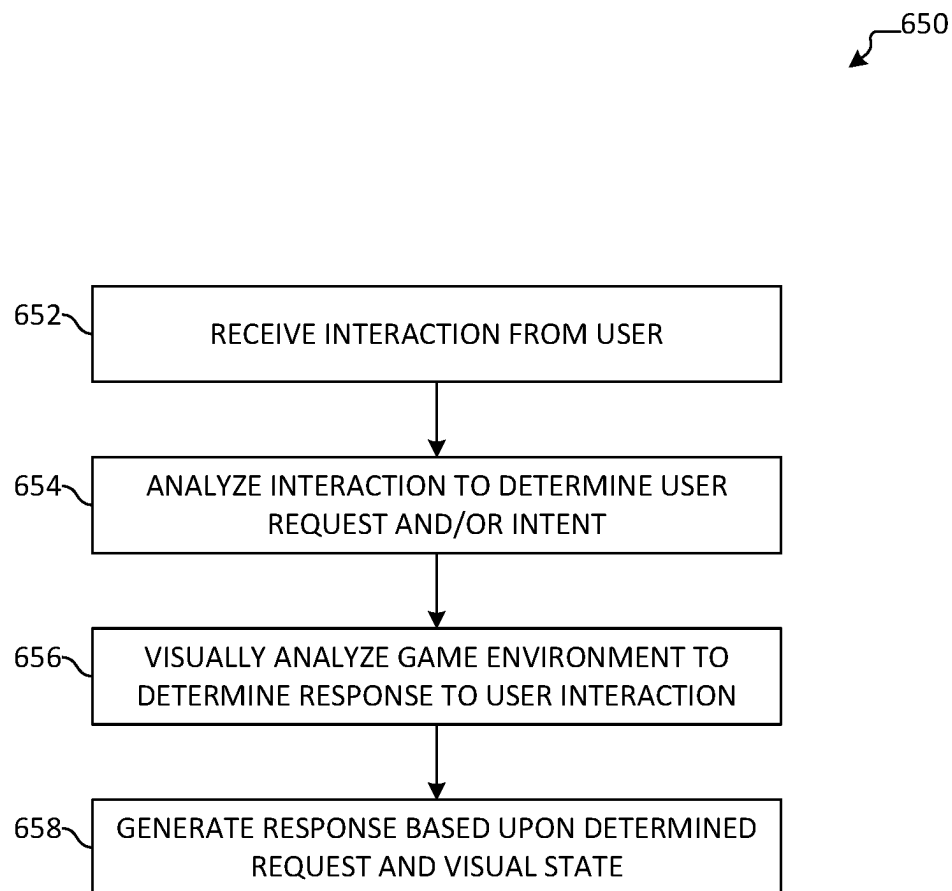 650
652
RECEIVE INTERACTION FROM USER
654
ANALYZE INTERACTION TO DETERMINE USER
REQUEST AND/OR INTENT
656
VISUALLY ANALYZE GAME ENVIRONMENT TO
DETERMINE RESPONSE TO USER INTERACTION
658
GENERATE RESPONSE BASED UPON DETERMINED
REQUEST AND VISUAL STATE